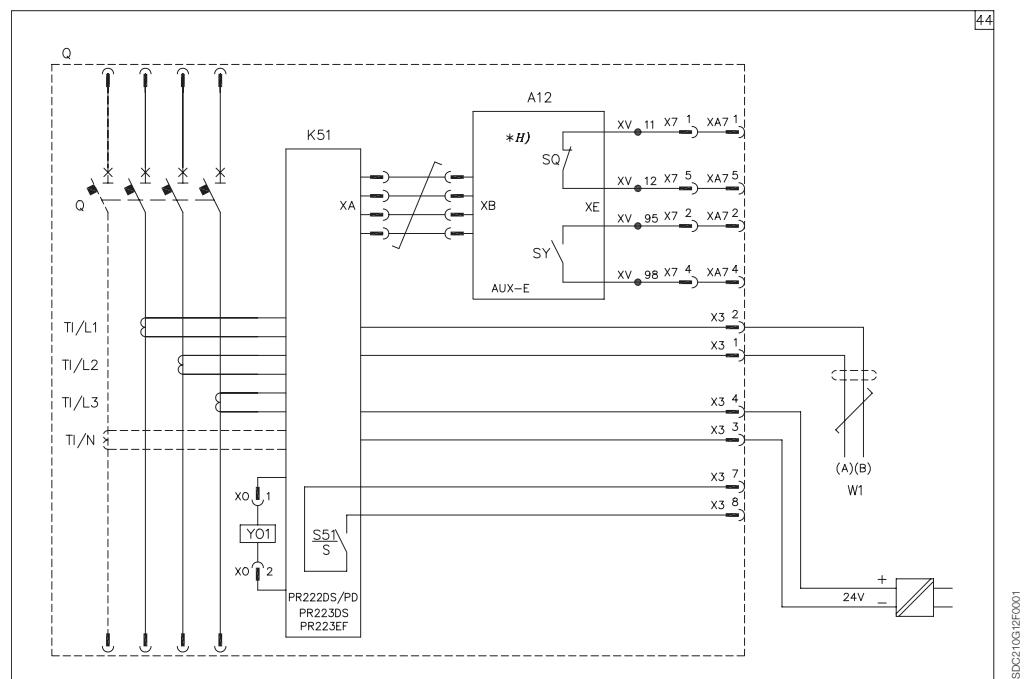 44
Q
A12
K51
*H)
XV 11 X7 1 XA7 1
SQ
XA
XB
XE
XV 12 X7 5 XA7 5
Q
XV 95 X7 2 XA7 2
SY
XV 98 X7 4 XA7 4
AUX-E
TI/L1
X3 2
TI/L2
X3 1
TI/L3
X3 4
TI/N
X3 3
(A)(B)
W1
X3 7
X0 1
X3 8
Y01
S51
S
X0 2
+
24V
−
PR222DS/PD
PR223DS
PR223EF
SDC210G12F0001